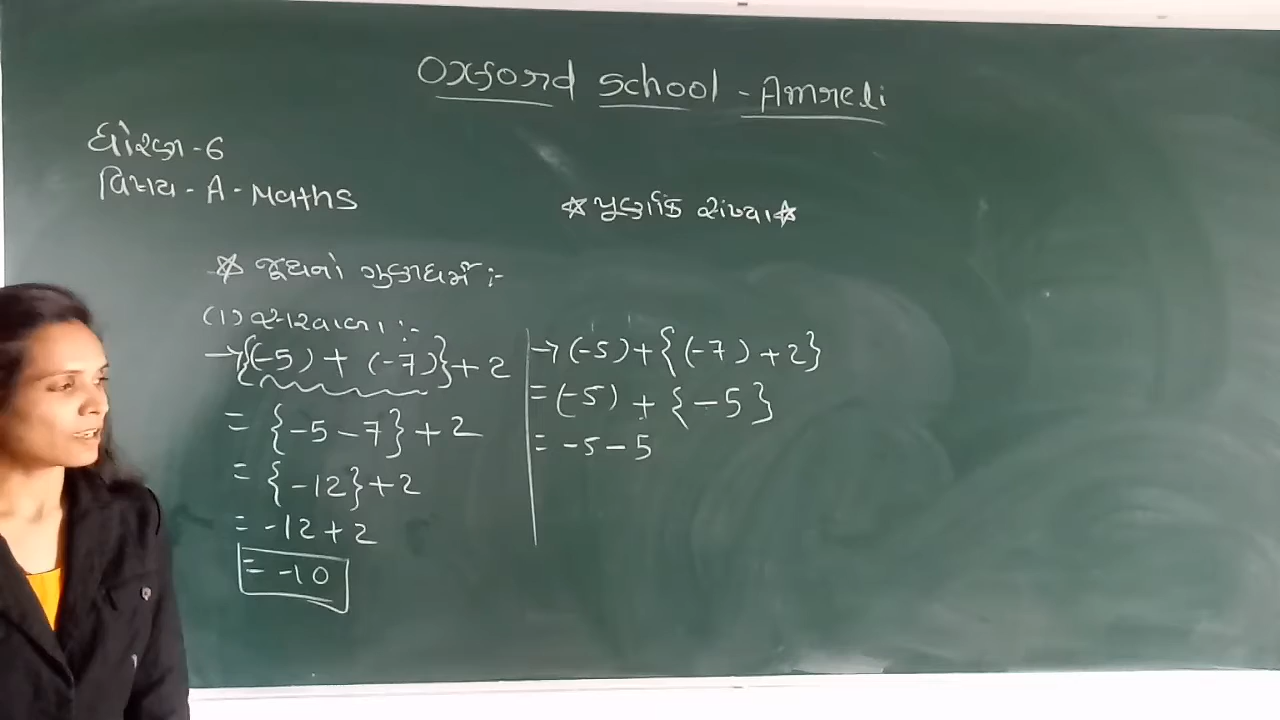 Oxford School - Amreli
ધોરણ - 6
વિષય - A - Maths
☆ પુર્ણાંક સંખ્યા ☆
☆ જૂથનો ગુણધર્મ :-
(1) સરવાળા :-
→ {(-5) + (-7)} + 2
= {-5 - 7} + 2
= {-12} + 2
= -12 + 2
= -10
→ (-5) + {(-7) + 2}
= (-5) + {-5}
= -5 - 5